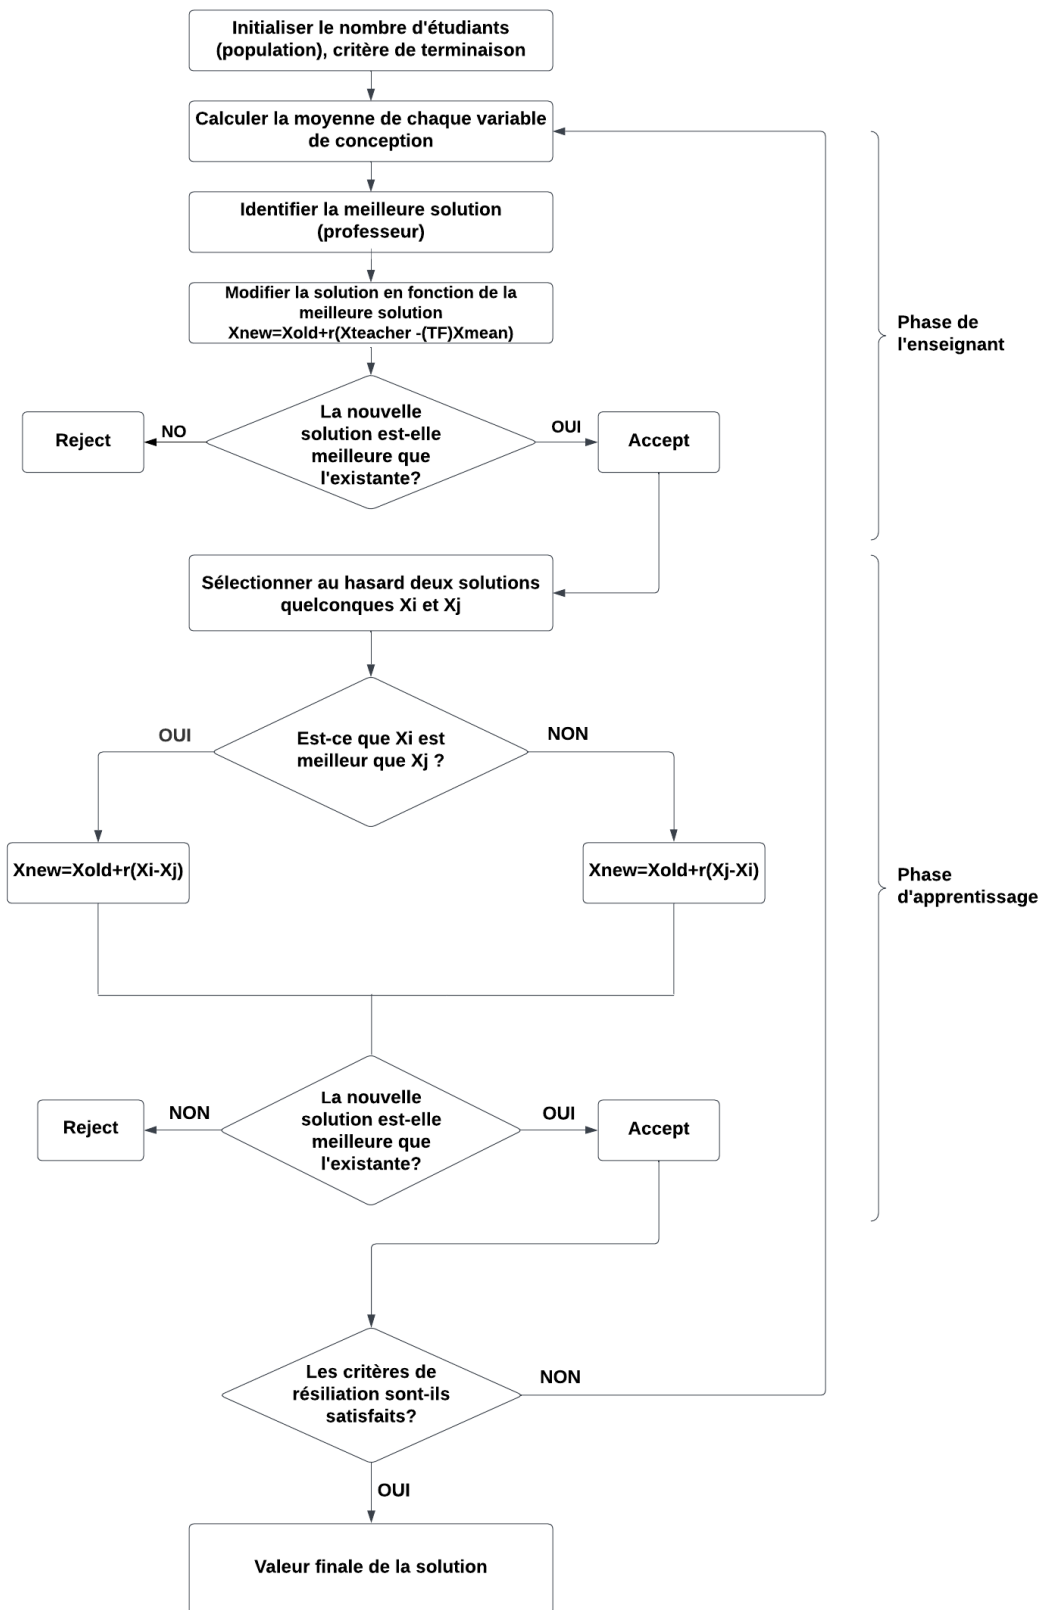 Initialiser le nombre d'étudiants
(population), critère de terminaison
Calculer la moyenne de chaque variable
de conception
Identifier la meilleure solution
(professeur)
Modifier la solution en fonction de la
meilleure solution
Xnew=Xold+r(Xteacher -(TF)Xmean)
Phase de
l'enseignant
La nouvelle
solution est-elle
meilleure que
l'existante?
NO
Reject
OUI
Accept
Sélectionner au hasard deux solutions
quelconques Xi et Xj
Est-ce que Xi est
meilleur que Xj ?
OUI
NON
Xnew=Xold+r(Xi-Xj)
Xnew=Xold+r(Xj-Xi)
Phase
d'apprentissage
La nouvelle
solution est-elle
meilleure que
l'existante?
NON
Reject
OUI
Accept
Les critères de
résiliation sont-ils
satisfaits?
NON
OUI
Valeur finale de la solution